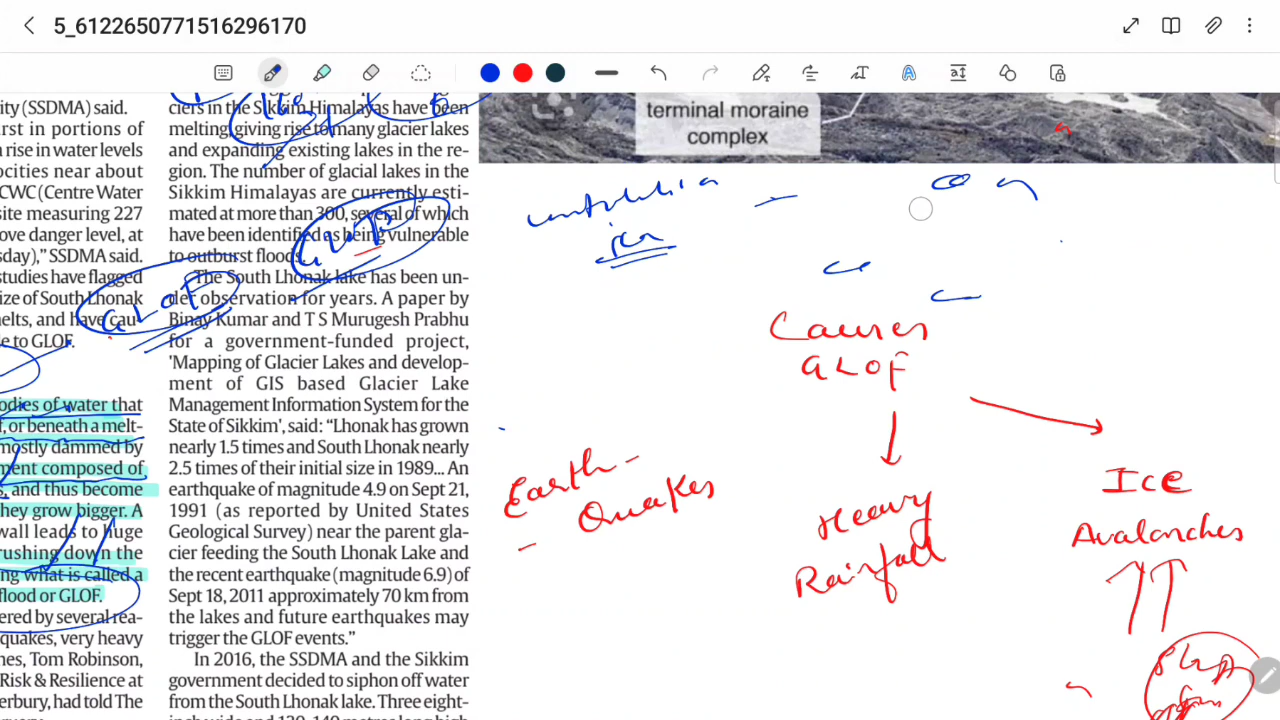 5_6122650771516296170
ity (SSDMA) said.
rst in portions of
rise in water levels
ocities near about
CWC (Centre Water
site measuring 227
ove danger level, at
sday)," SSDMA said.
studies have flagged
ize of South Lhonak
nelts, and have cau-
le to GLOF.
GLOF
odies of water that
f, or beneath a melt-
mostly dammed by
ment composed of
s, and thus become
they grow bigger. A
wall leads to huge
rushing down the
ing what is called a
flood or GLOF.
ered by several rea-
quakes, very heavy
nes, Tom Robinson,
Risk & Resilience at
erbury, had told The
ciers in the Sikkim Himalayas have been
melting, giving rise to many glacier lakes
and expanding existing lakes in the re-
gion. The number of glacial lakes in the
Sikkim Himalayas are currently esti-
mated at more than 300, several of which
have been identified as being vulnerable
to outburst floods.
GLOF
The South Lhonak lake has been un-
der observation for years. A paper by
Binay Kumar and T S Murugesh Prabhu
for a government-funded project,
'Mapping of Glacier Lakes and develop-
ment of GIS based Glacier Lake
Management Information System for the
State of Sikkim', said: "Lhonak has grown
nearly 1.5 times and South Lhonak nearly
2.5 times of their initial size in 1989... An
earthquake of magnitude 4.9 on Sept 21,
1991 (as reported by United States
Geological Survey) near the parent gla-
cier feeding the South Lhonak Lake and
the recent earthquake (magnitude 6.9) of
Sept 18, 2011 approximately 70 km from
the lakes and future earthquakes may
trigger the GLOF events."
In 2016, the SSDMA and the Sikkim
government decided to siphon off water
from the South Lhonak lake. Three eight-
terminal moraine
complex
Causes
GLOF
Earth-
Quakes
Heavy
Rainfall
Ice
Avalanches